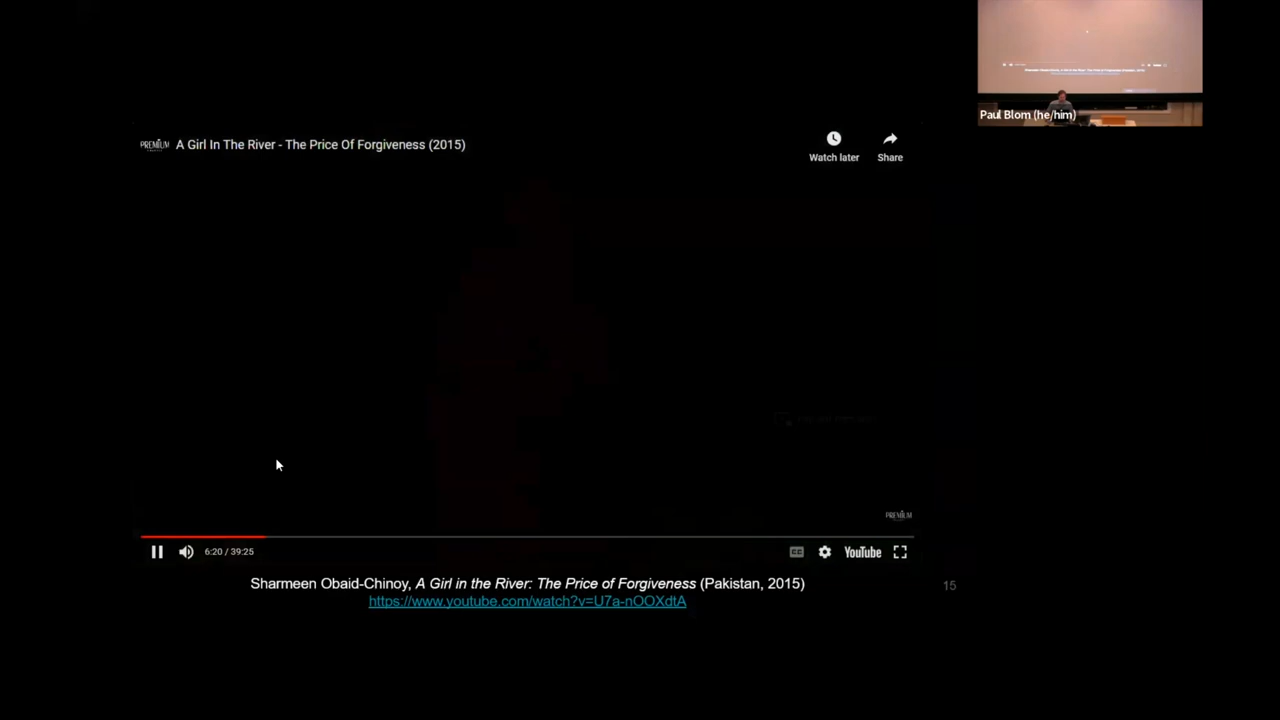 PREMIUM
A Girl In The River - The Price Of Forgiveness (2015)
Watch later
Share
Paul Blom (he/him)
PREMIUM
6:20 / 39:25
CC
YouTube
Sharmeen Obaid-Chinoy, A Girl in the River: The Price of Forgiveness (Pakistan, 2015)
https://www.youtube.com/watch?v=U7a-nOOXdtA
15